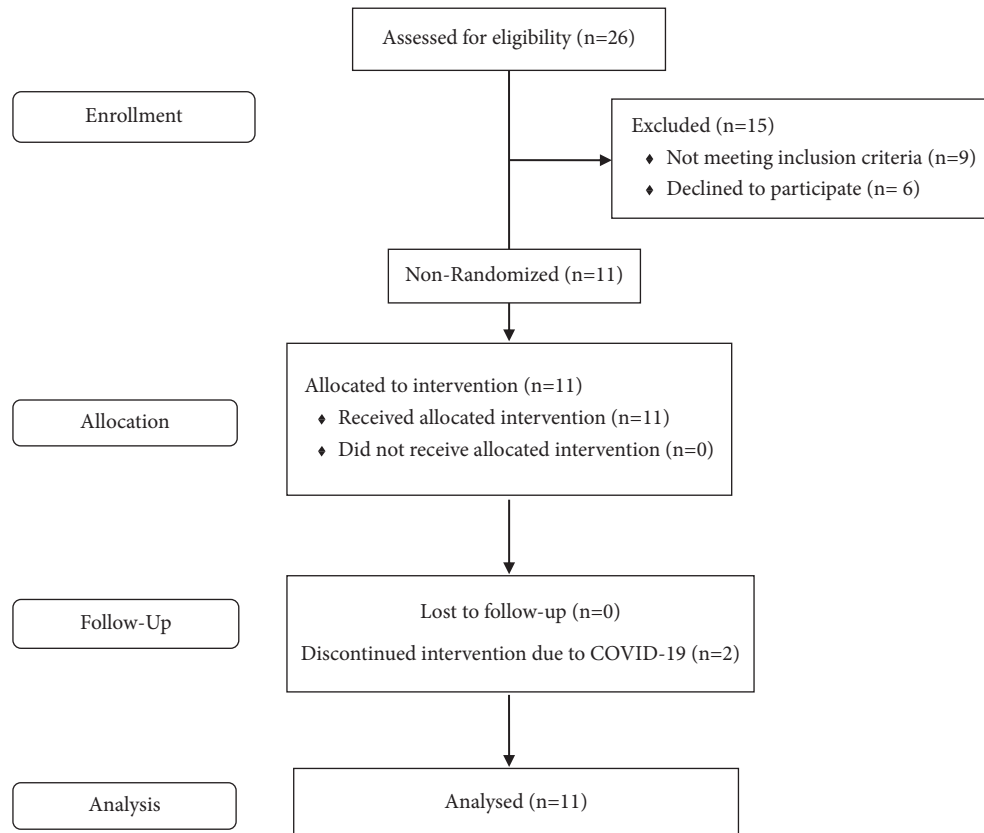 Assessed for eligibility (n=26)
Enrollment
Excluded (n=15)
♦ Not meeting inclusion criteria (n=9)
♦ Declined to participate (n= 6)
Non-Randomized (n=11)
Allocation
Allocated to intervention (n=11)
♦ Received allocated intervention (n=11)
♦ Did not receive allocated intervention (n=0)
Follow-Up
Lost to follow-up (n=0)
Discontinued intervention due to COVID-19 (n=2)
Analysis
Analysed (n=11)